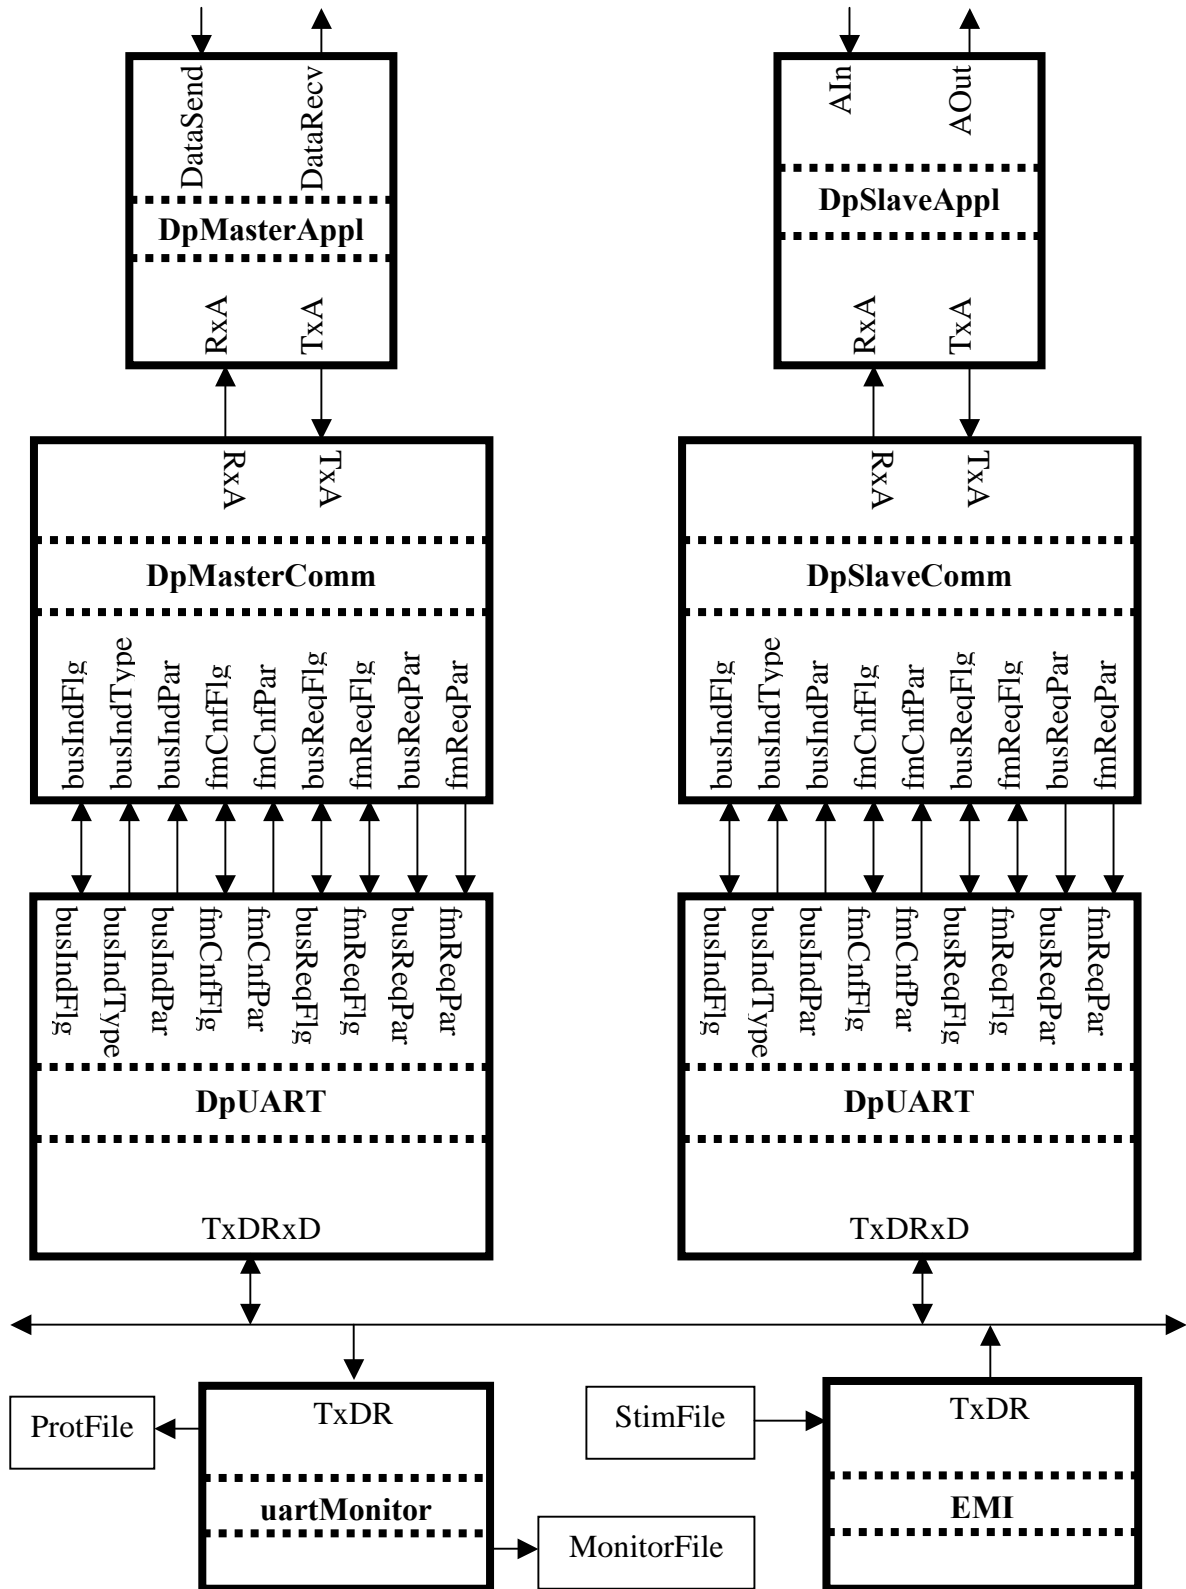 DataSend
DataRecv
DpMasterAppl
RxA
TxA
AIn
AOut
DpSlaveAppl
RxA
TxA
RxA
TxA
DpMasterComm
busIndFlg
busIndType
busIndPar
fmCnfFlg
fmCnfPar
busReqFlg
fmReqFlg
busReqPar
fmReqPar
RxA
TxA
DpSlaveComm
busIndFlg
busIndType
busIndPar
fmCnfFlg
fmCnfPar
busReqFlg
fmReqFlg
busReqPar
fmReqPar
busIndFlg
busIndType
busIndPar
fmCnfFlg
fmCnfPar
busReqFlg
fmReqFlg
busReqPar
fmReqPar
DpUART
TxDRxD
busIndFlg
busIndType
busIndPar
fmCnfFlg
fmCnfPar
busReqFlg
fmReqFlg
busReqPar
fmReqPar
DpUART
TxDRxD
ProtFile
TxDR
uartMonitor
MonitorFile
StimFile
TxDR
EMI